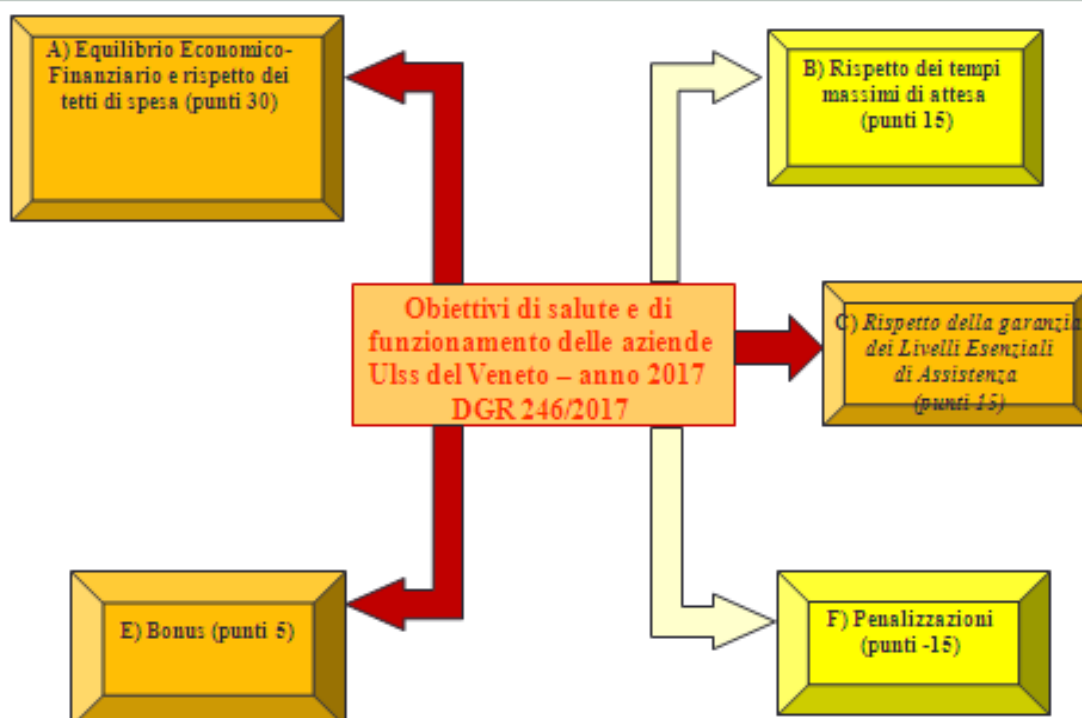 A) Equilibrio Economico-
Finanziario e rispetto dei
tetti di spesa (punti 30)
B) Rispetto dei tempi
massimi di attesa
(punti 15)
Obiettivi di salute e di
funzionamento delle aziende
Ulss del Veneto – anno 2017
DGR 246/2017
C) Rispetto della garanzia
dei Livelli Esenziali
di Assistenza
(punti 15)
E) Bonus (punti 5)
F) Penalizzazioni
(punti -15)